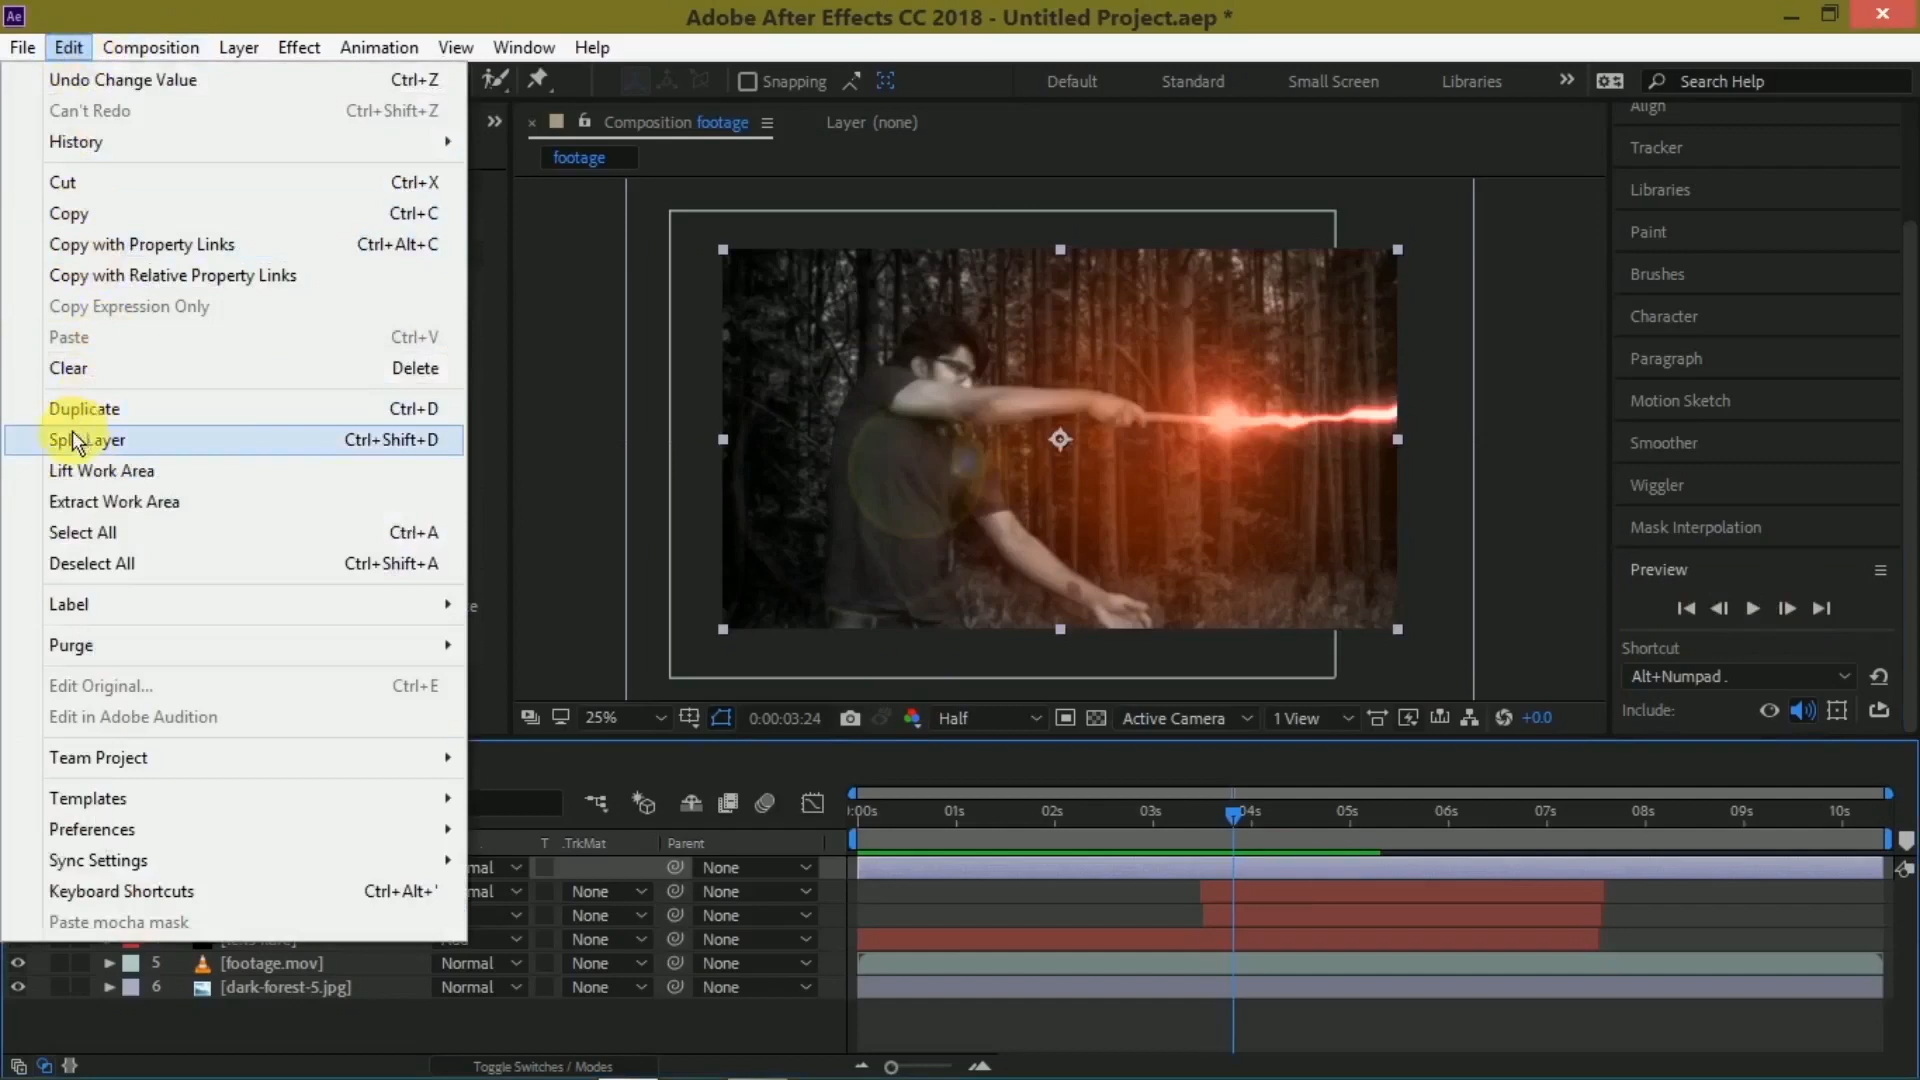 Ae Adobe After Effects CC 2018 - Untitled Project.aep *
File Edit Composition Layer Effect Animation View Window Help
Undo Change Value Ctrl+Z
Can't Redo Ctrl+Shift+Z
History
Cut Ctrl+X
Copy Ctrl+C
Copy with Property Links Ctrl+Alt+C
Copy with Relative Property Links
Copy Expression Only
Paste Ctrl+V
Clear Delete
Duplicate Ctrl+D
Split Layer Ctrl+Shift+D
Lift Work Area
Extract Work Area
Select All Ctrl+A
Deselect All Ctrl+Shift+A
Label
Purge
Edit Original... Ctrl+E
Edit in Adobe Audition
Team Project
Templates
Preferences
Sync Settings
Keyboard Shortcuts Ctrl+Alt+'
Paste mocha mask
Snapping Default Standard Small Screen Libraries Search Help
Composition footage Layer (none)
footage
Align
Tracker
Libraries
Paint
Brushes
Character
Paragraph
Motion Sketch
Smoother
Wiggler
Mask Interpolation
Preview
Shortcut
Alt+Numpad .
Include:
25% 0:00:03:24 Half Active Camera 1 View +0.0
:00s 01s 02s 03s 04s 05s 06s 07s 08s 09s 10s
T .TrkMat Parent
None
None None
None None
None None
5 [footage.mov] Normal None None
6 [dark-forest-5.jpg] Normal None None
Toggle Switches / Modes